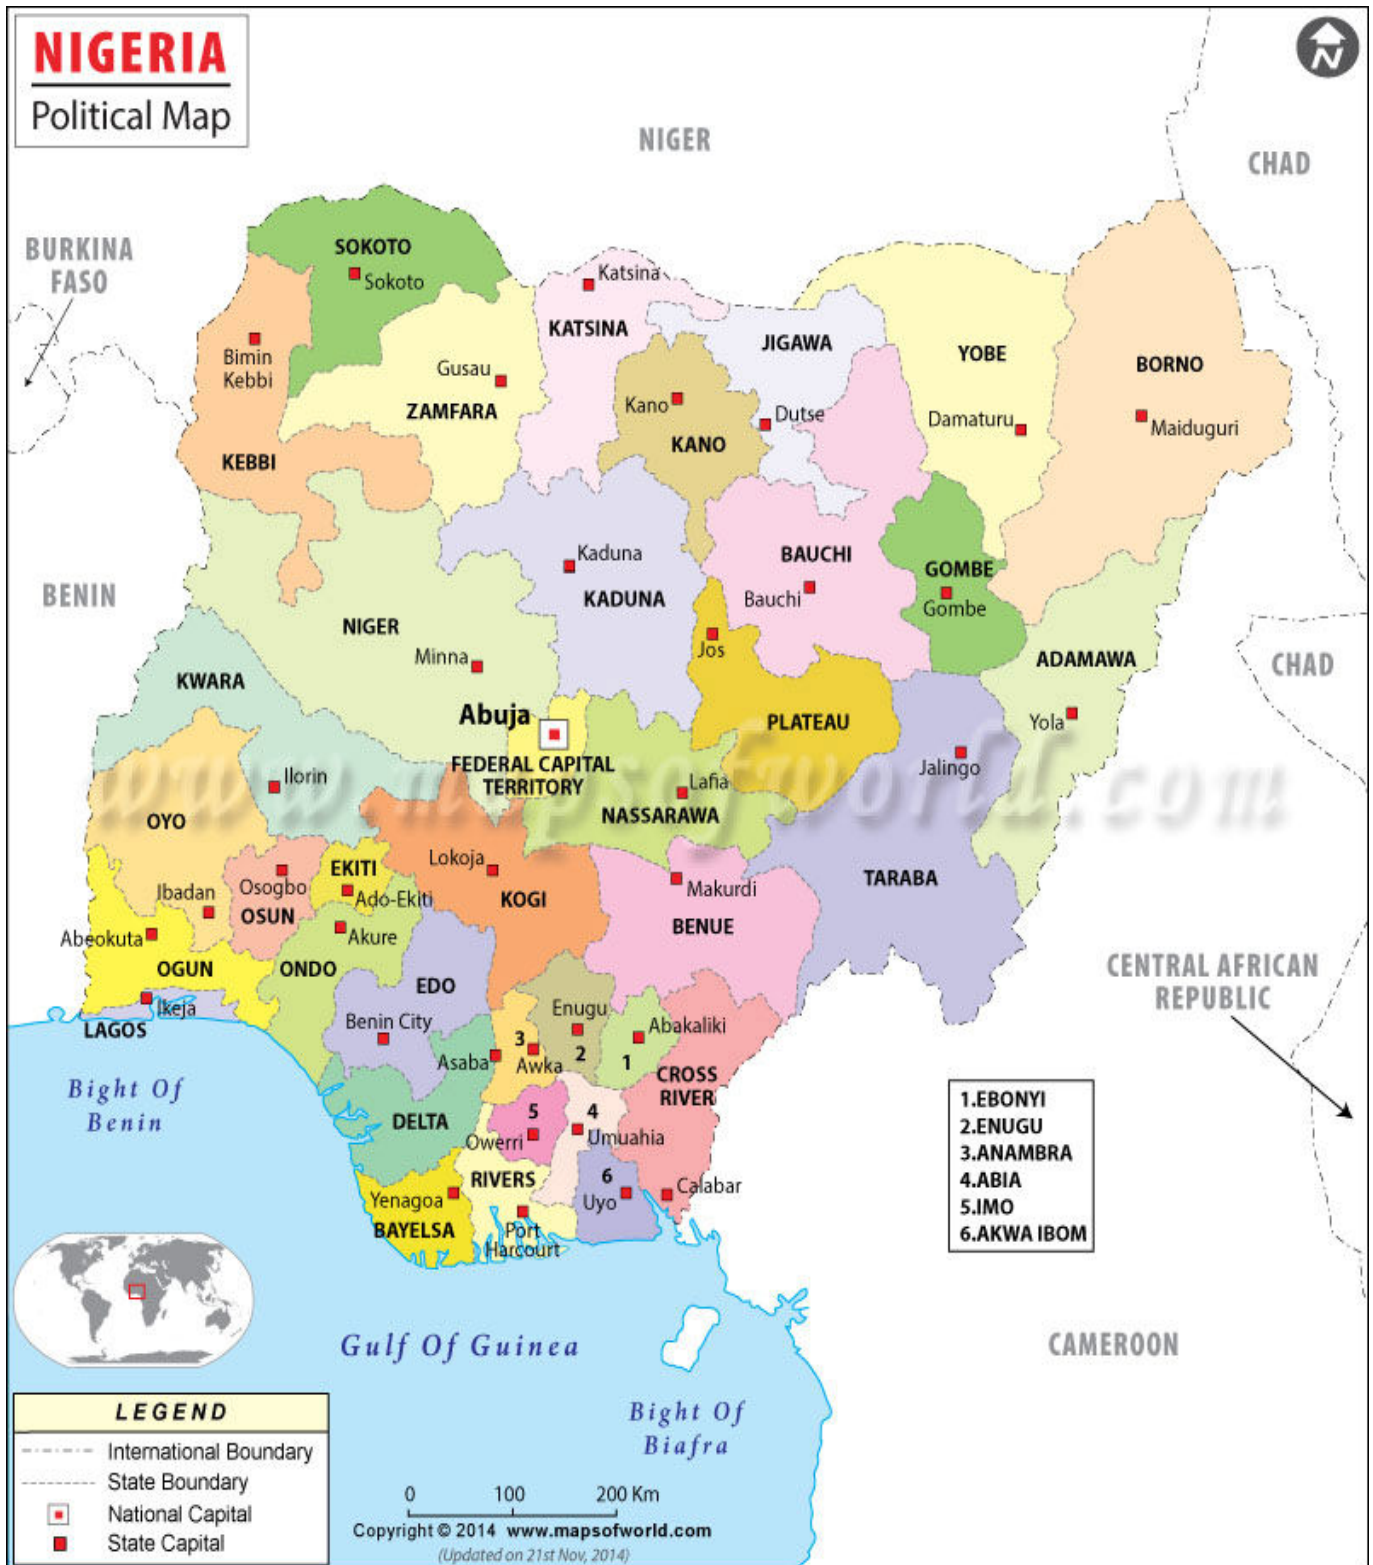 NIGERIA
Political Map
N
NIGER
CHAD
BURKINA
FASO
SOKOTO
Sokoto
Katsina
KATSINA
JIGAWA
YOBE
BORNO
Bimin
Kebbi
Gusau
ZAMFARA
Kano
KANO
Dutse
Damaturu
Maiduguri
KEBBI
Kaduna
KADUNA
BAUCHI
Bauchi
GOMBE
Gombe
BENIN
NIGER
Minna
Jos
ADAMAWA
CHAD
KWARA
Abuja
FEDERAL CAPITAL
TERRITORY
PLATEAU
Yola
Jalingo
www.mapsofworld.com
Ilorin
Lafia
NASSARAWA
OYO
EKITI
Ado-Ekiti
Lokoja
KOGI
Makurdi
BENUE
TARABA
Ibadan
Osogbo
OSUN
Akure
Abeokuta
OGUN
ONDO
EDO
CENTRAL AFRICAN
REPUBLIC
Ikeja
LAGOS
Benin City
Enugu
Abakaliki
Asaba
3
Awka
2
1
CROSS
RIVER
Bight Of
Benin
DELTA
5
Owerri
4
Umuahia
1.EBONYI
2.ENUGU
3.ANAMBRA
4.ABIA
5.IMO
6.AKWA IBOM
RIVERS
6
Uyo
Calabar
Yenagoa
BAYELSA
Port
Harcourt
Gulf Of Guinea
CAMEROON
Bight Of
Biafra
LEGEND
International Boundary
State Boundary
National Capital
State Capital
0 100 200 Km
Copyright © 2014 www.mapsofworld.com
(Updated on 21st Nov, 2014)